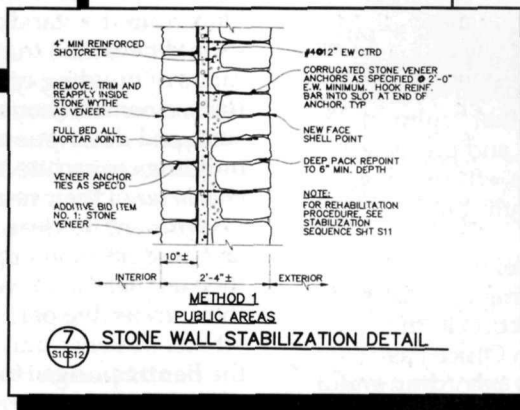 4" MIN REINFORCED
SHOTCRETE
REMOVE, TRIM AND
REAPPLY INSIDE
STONE WYTHE
AS VENEER
FULL BED ALL
MORTAR JOINTS
VENEER ANCHOR
TIES AS SPEC'D
ADDITIVE BID ITEM
NO. 1: STONE
VENEER
#4@12" EW CTRD
CORRUGATED STONE VENEER
ANCHORS AS SPECIFIED @ 2'-0"
E.W. MINIMUM. HOOK REINF.
BAR INTO SLOT AT END OF
ANCHOR, TYP
NEW FACE
SHELL POINT
DEEP PACK REPOINT
TO 6" MIN. DEPTH
NOTE:
FOR REHABILITATION
PROCEDURE, SEE
STABILIZATION
SEQUENCE SHT S11
10"±
INTERIOR 2'-4"± EXTERIOR
METHOD 1
PUBLIC AREAS
7 STONE WALL STABILIZATION DETAIL
S10 S12